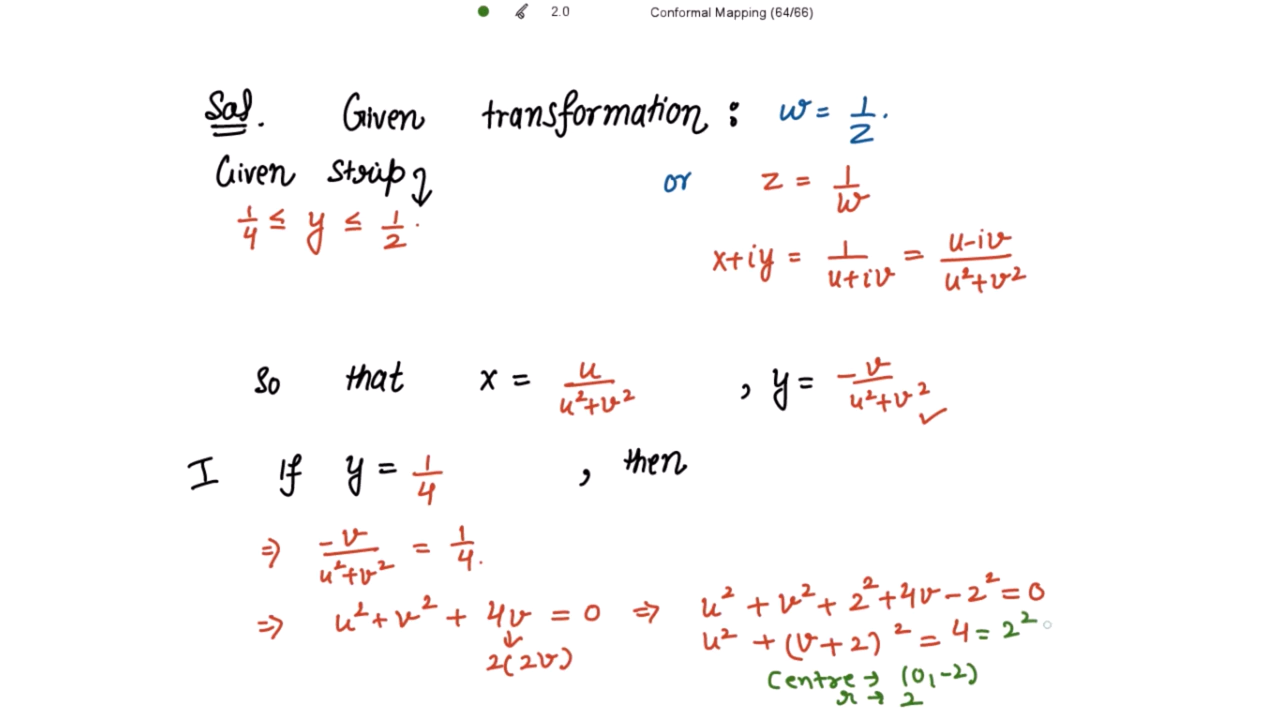 2.0 Conformal Mapping (64/66)
Sol. Given transformation : w = 1/z.
Given strip ↓ or z = 1/w
1/4 ≤ y ≤ 1/2.
x+iy = 1/(u+iv) = (u-iv)/(u²+v²)
So that x = u/(u²+v²) , y = -v/(u²+v²) ✓
I If y = 1/4 , then
⇒ -v/(u²+v²) = 1/4.
⇒ u²+v² + 4v = 0 ⇒ u² + v² + 2² + 4v - 2² = 0
↓
2(2v)
u² + (v+2)² = 4 = 2²
Centre → (0,-2)
r → 2